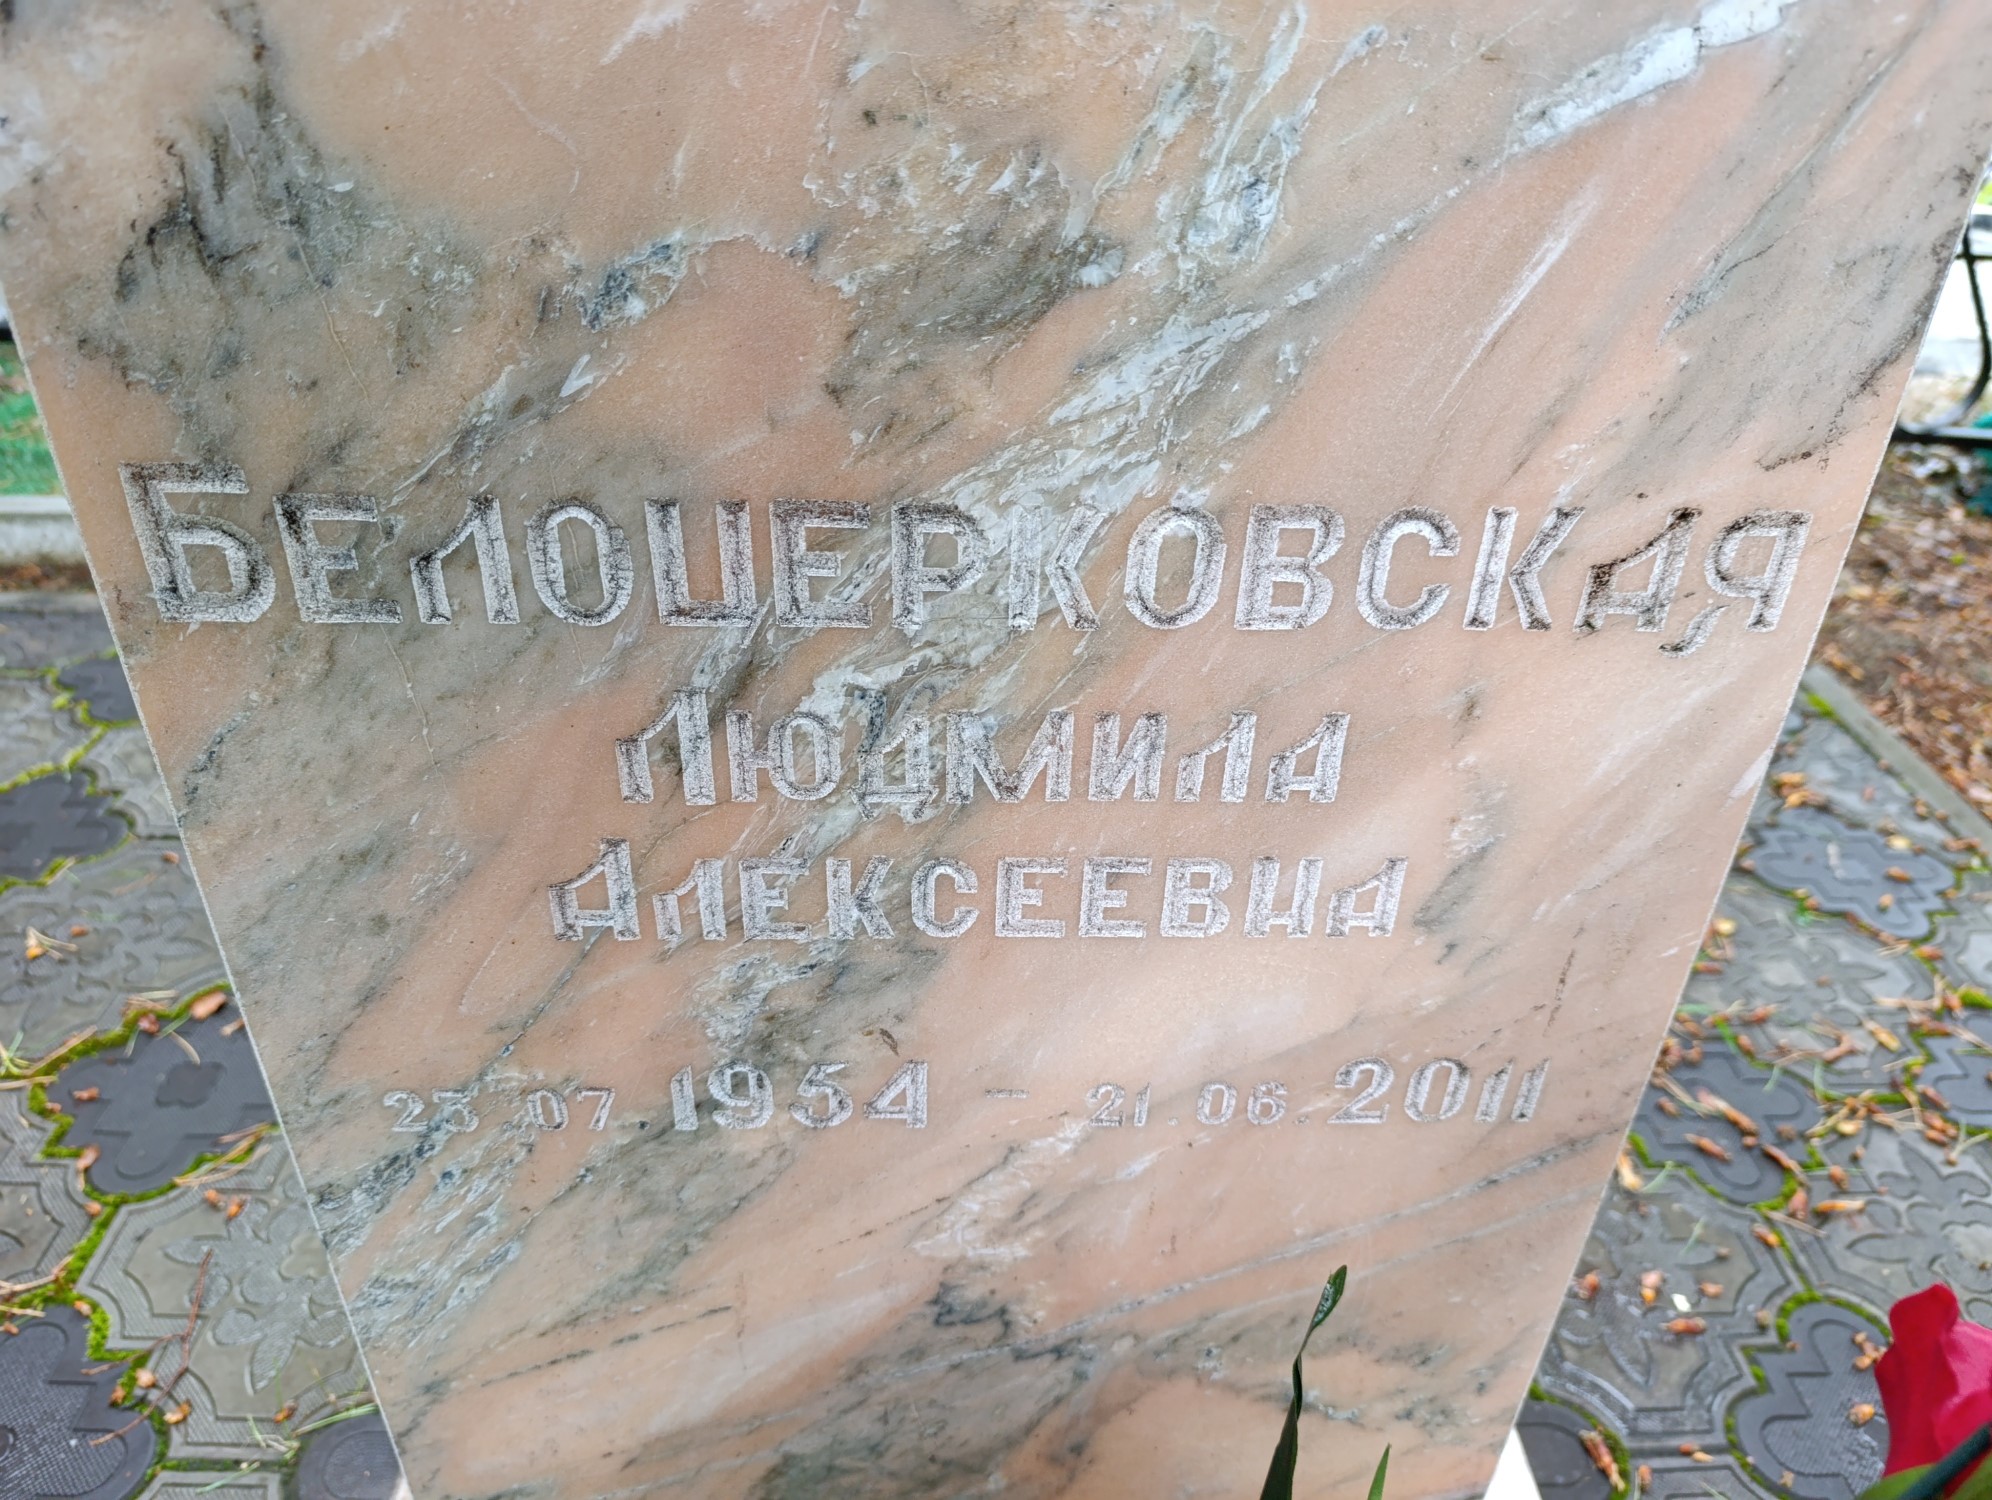 Белоцерковская
Людмила
Алексеевна
23.07.1954 - 21.06.2011